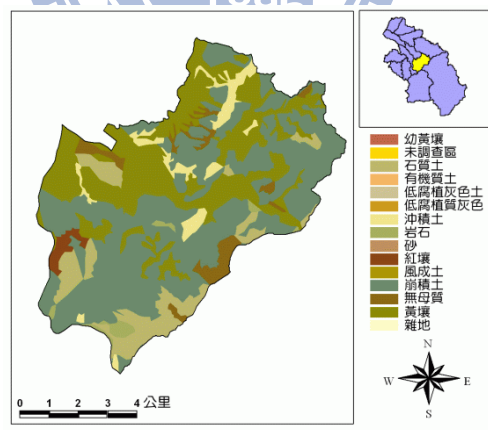 幼黃壤
未調查區
石質土
有機質土
低腐植灰色土
低腐植質灰色
沖積土
岩石
砂
紅壤
風成土
崩積土
無母質
黃壤
雜地
N
W E
S
0 1 2 3 4 公里